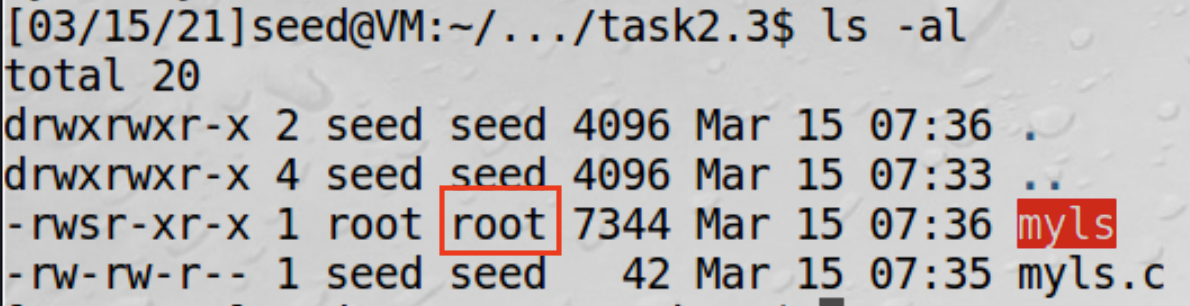 [03/15/21]seed@VM:~/.../task2.3$ ls -al
total 20
drwxrwxr-x 2 seed seed 4096 Mar 15 07:36 .
drwxrwxr-x 4 seed seed 4096 Mar 15 07:33 ..
-rwsr-xr-x 1 root root 7344 Mar 15 07:36 myls
-rw-rw-r-- 1 seed seed   42 Mar 15 07:35 myls.c